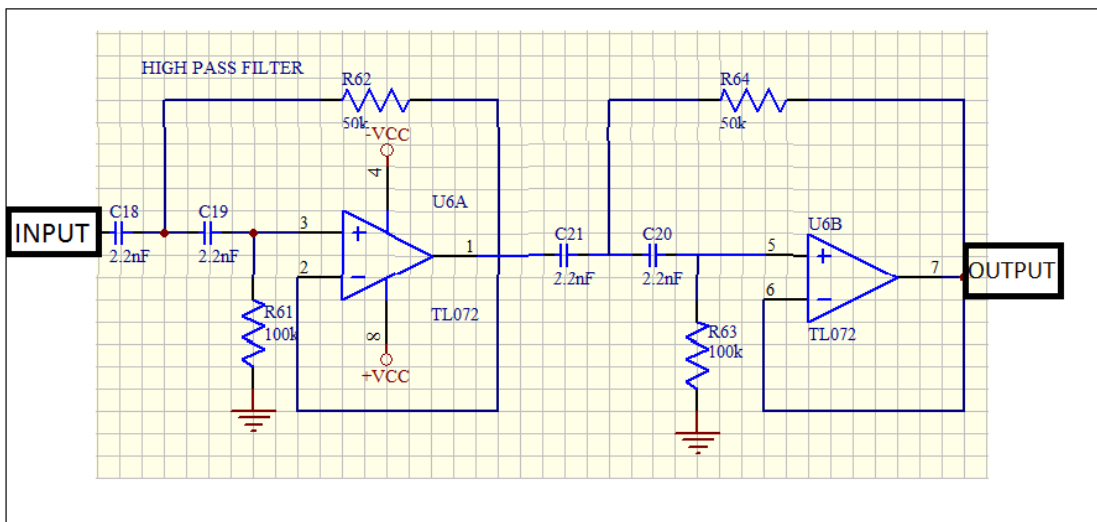 HIGH PASS FILTER
R62
50k
-VCC
4
R64
50k
INPUT
C18
2.2nF
C19
2.2nF
3
2
U6A
1
TL072
8
+VCC
R61
100k
C21
2.2nF
C20
2.2nF
5
6
U6B
7
TL072
OUTPUT
R63
100k